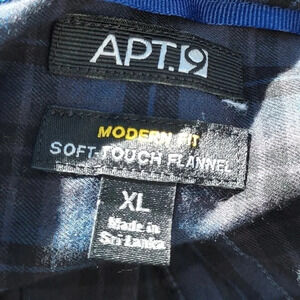 APT.9
MODERN FIT
SOFT-TOUCH FLANNEL
XL
Made in
Sri Lanka